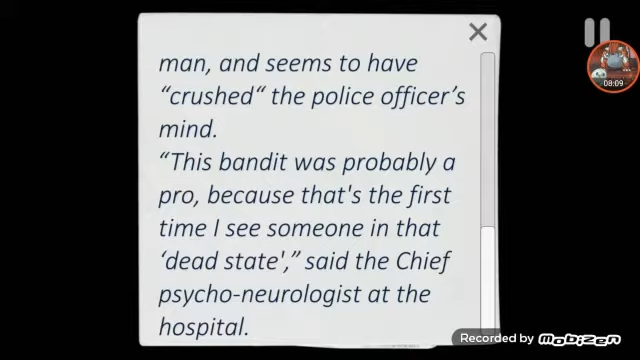 man, and seems to have
“crushed“ the police officer’s
mind.
“This bandit was probably a
pro, because that's the first
time I see someone in that
‘dead state',” said the Chief
psycho-neurologist at the
hospital.
08:09
Recorded by Mobizen